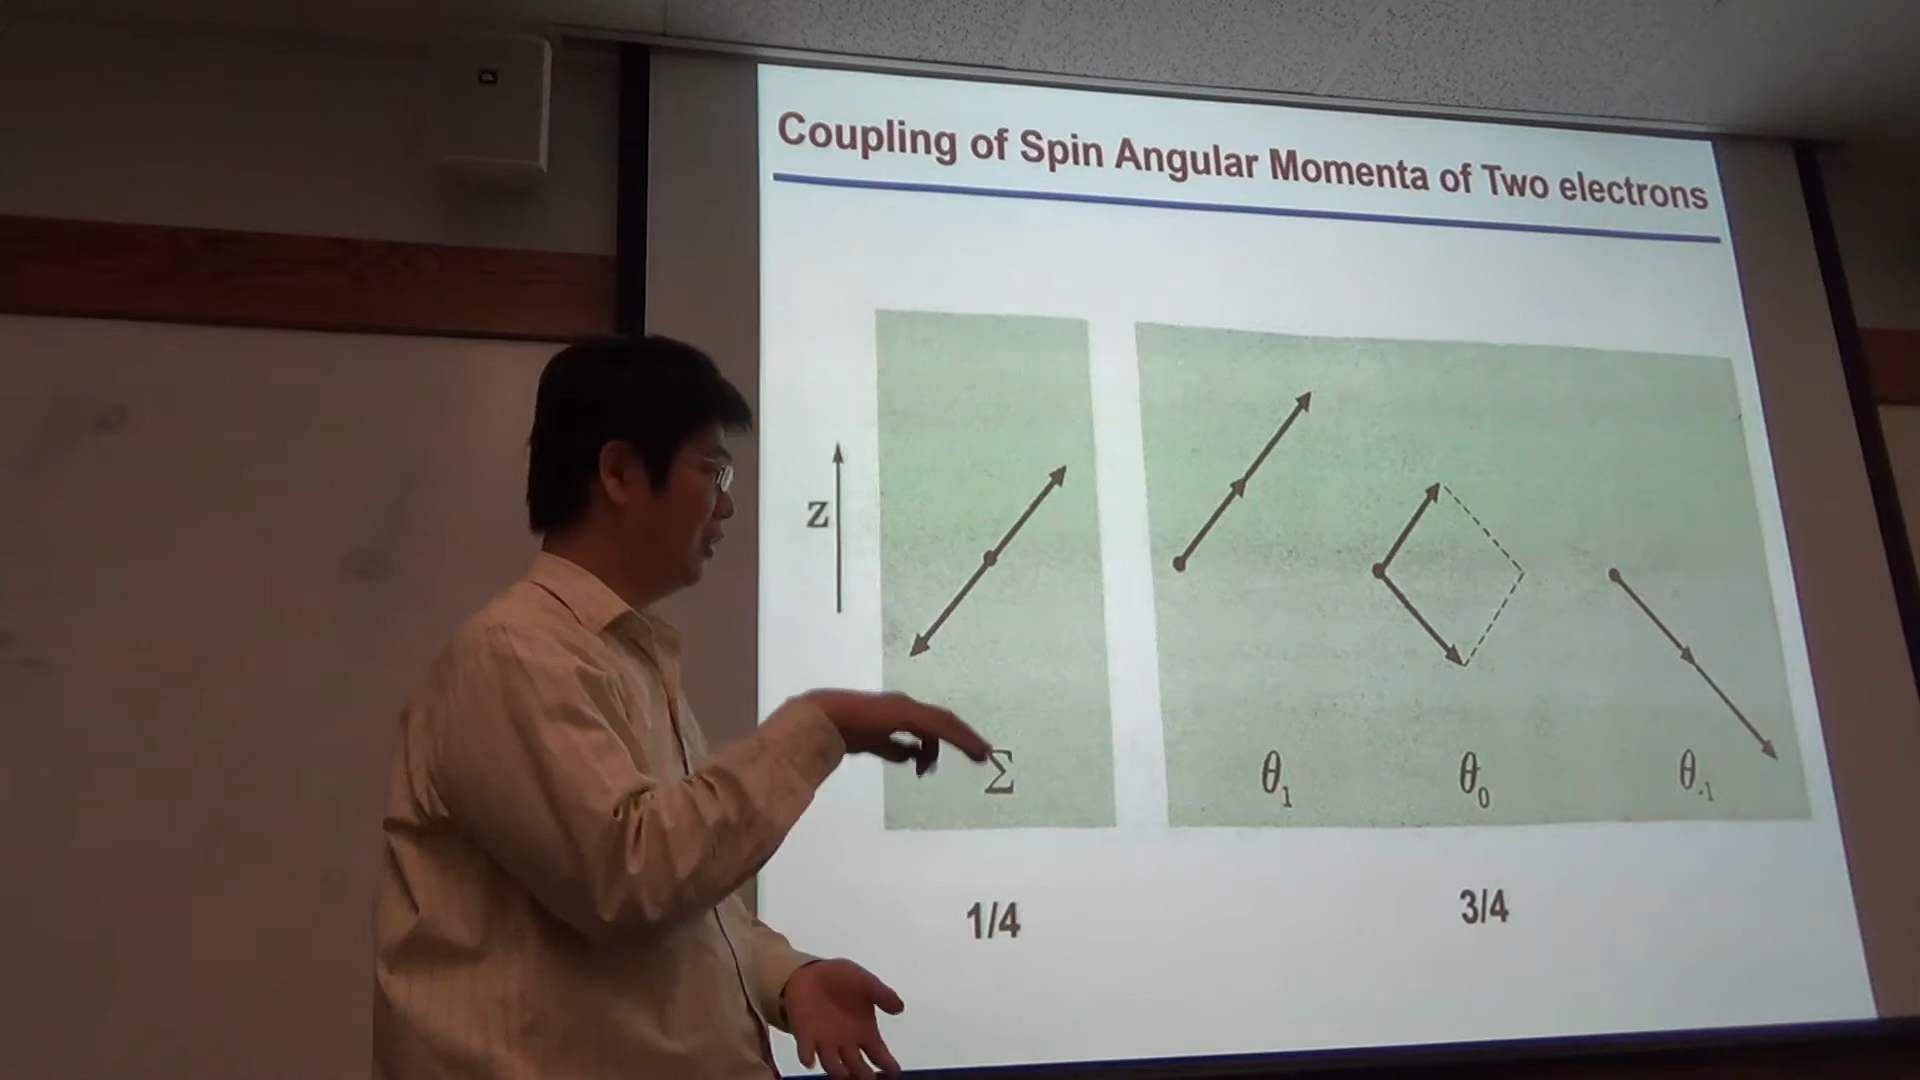 Coupling of Spin Angular Momenta of Two electrons
Z
Σ θ₁ θ₀ θ₋₁
1/4 3/4